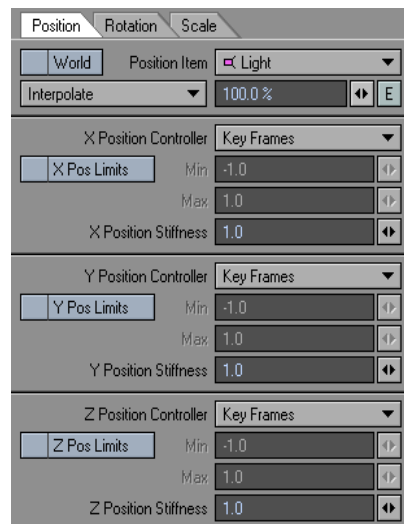 Position Rotation Scale
World Position Item Light
Interpolate 100.0 % E
X Position Controller Key Frames
X Pos Limits Min -1.0
Max 1.0
X Position Stiffness 1.0
Y Position Controller Key Frames
Y Pos Limits Min -1.0
Max 1.0
Y Position Stiffness 1.0
Z Position Controller Key Frames
Z Pos Limits Min -1.0
Max 1.0
Z Position Stiffness 1.0